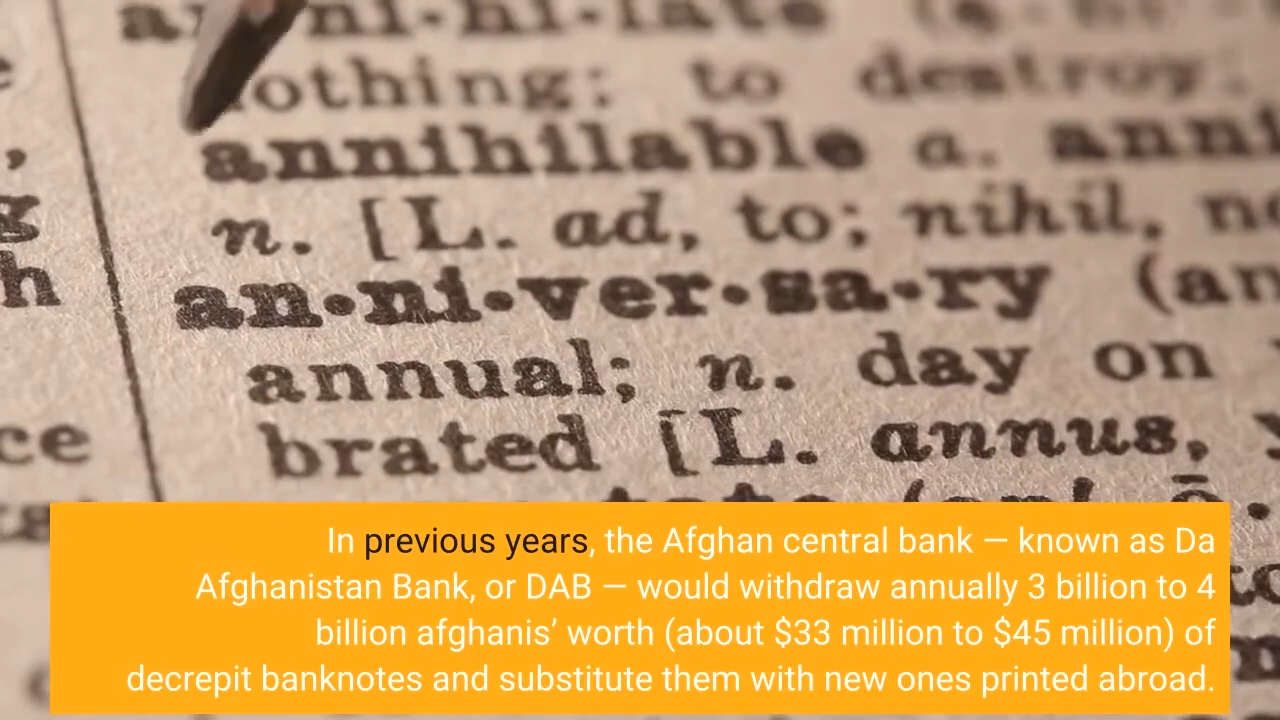 an·ni·hi·late
nothing; to destroy.
annihilable a.
n. [L. ad, to; nihil,
an·ni·ver·sa·ry
annual; n. day on
brated [L. annus,
In previous years, the Afghan central bank — known as Da
Afghanistan Bank, or DAB — would withdraw annually 3 billion to 4
billion afghanis’ worth (about $33 million to $45 million) of
decrepit banknotes and substitute them with new ones printed abroad.